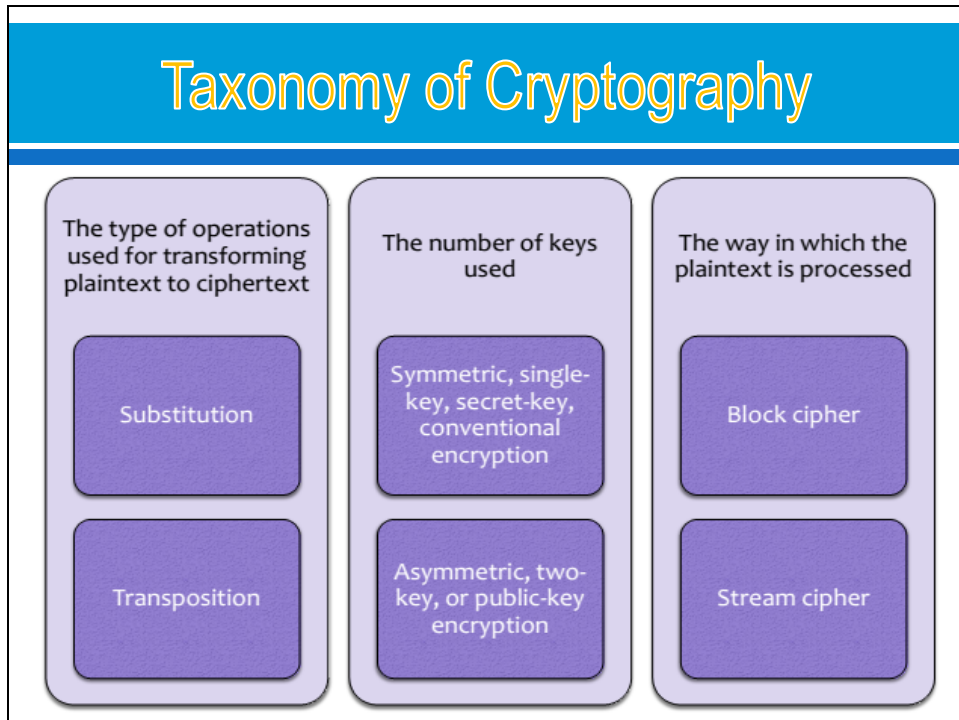 Taxonomy of Cryptography
The type of operations
used for transforming
plaintext to ciphertext
Substitution
Transposition
The number of keys
used
Symmetric, single-
key, secret-key,
conventional
encryption
Asymmetric, two-
key, or public-key
encryption
The way in which the
plaintext is processed
Block cipher
Stream cipher